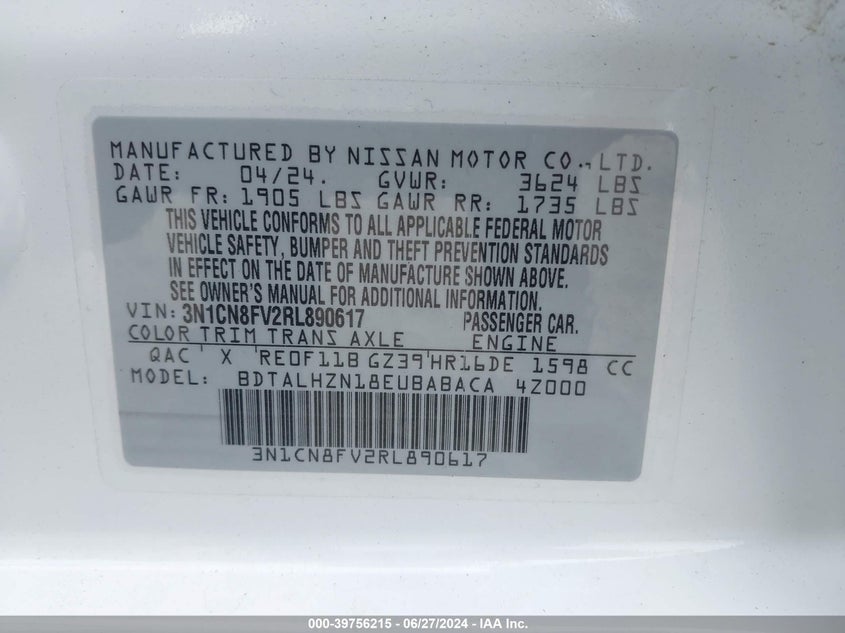 MANUFACTURED BY NISSAN MOTOR CO., LTD.
DATE: 04/24. GVWR: 3624 LBS
GAWR FR: 1905 LBS GAWR RR: 1735 LBS
THIS VEHICLE CONFORMS TO ALL APPLICABLE FEDERAL MOTOR
VEHICLE SAFETY, BUMPER AND THEFT PREVENTION STANDARDS
IN EFFECT ON THE DATE OF MANUFACTURE SHOWN ABOVE.
SEE OWNER'S MANUAL FOR ADDITIONAL INFORMATION.
VIN: 3N1CN8FV2RL890617 PASSENGER CAR.
COLOR TRIM TRANS AXLE ENGINE
QAC X RE0F11B GZ39 HR16DE 1598 CC
MODEL: BDTALHZN18EUBABACA 4Z000
3N1CN8FV2RL890617
000-39756215 - 06/27/2024 - IAA Inc.